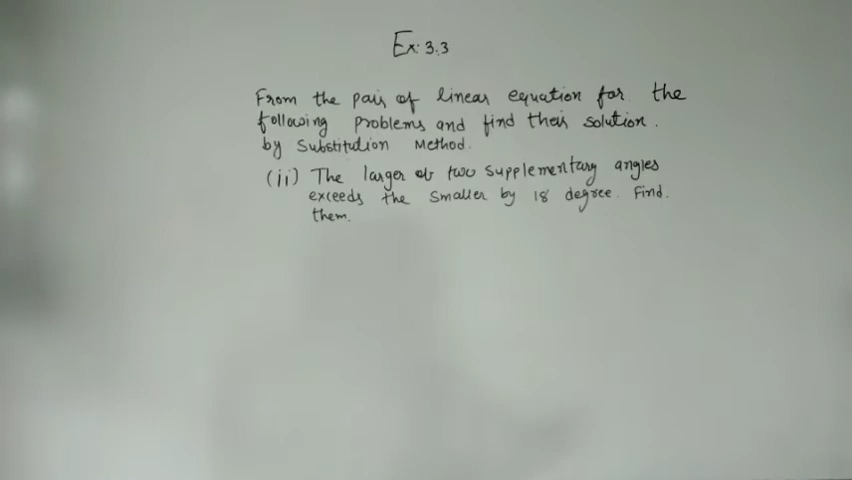 Ex: 3.3
From the pair of linear equation for the
following problems and find their solution.
by Substitution Method.
(ii) The larger of two supplementary angles
exceeds the smaller by 18 degree. Find.
them.